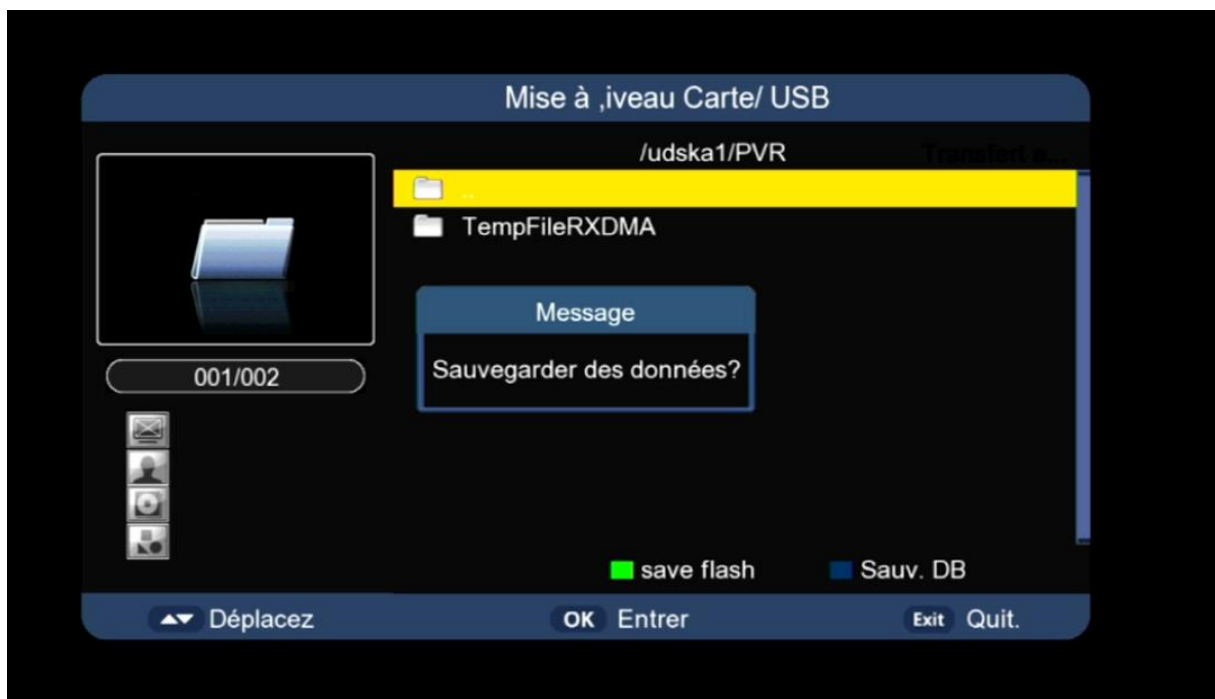 Mise à ,iveau Carte/ USB
/udska1/PVR
Transfert e...
..
TempFileRXDMA
Message
Sauvegarder des données?
001/002
save flash
Sauv. DB
Déplacez
OK Entrer
Exit Quit.